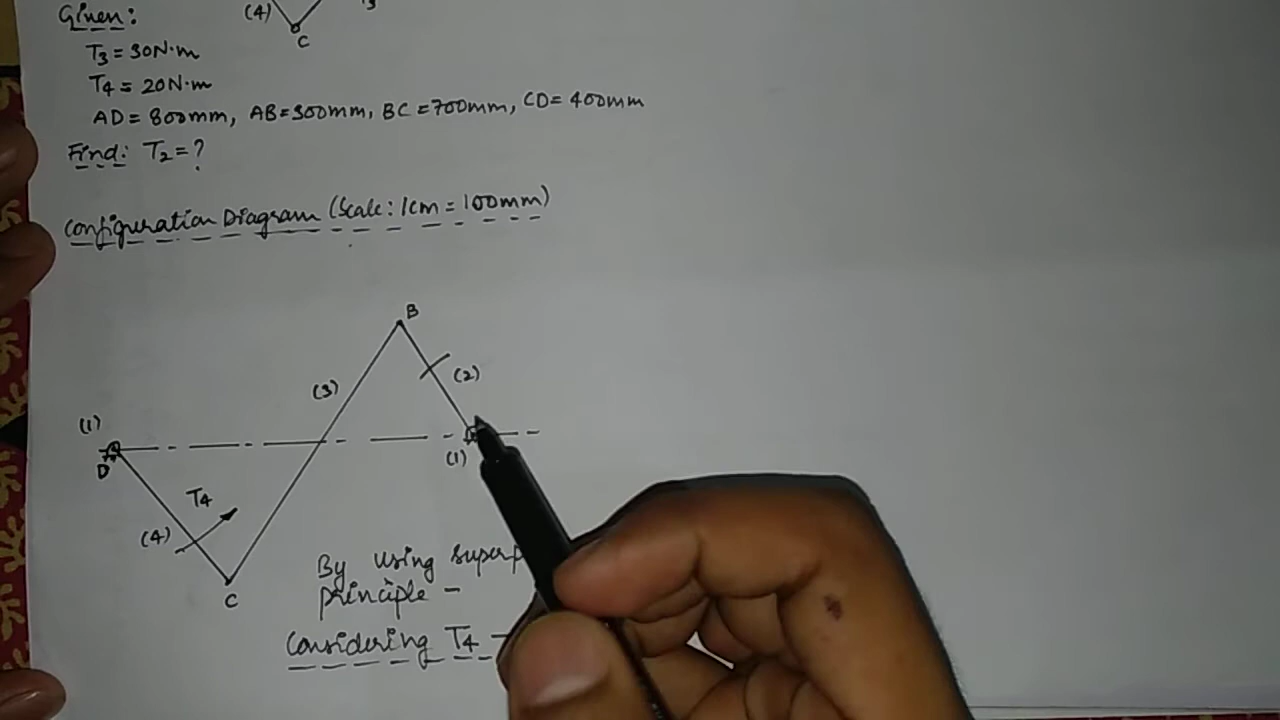 Given:
(4)
C
T3 = 30N·m
T4 = 20N·m
AD = 800mm, AB=300mm, BC =700mm, CD= 400mm
Find: T2 = ?
Configuration Diagram (Scale: 1cm = 100mm)
B
(3)
(2)
(1)
D
(1)
T4
(4)
C
By using
principle -
Considering T4 -